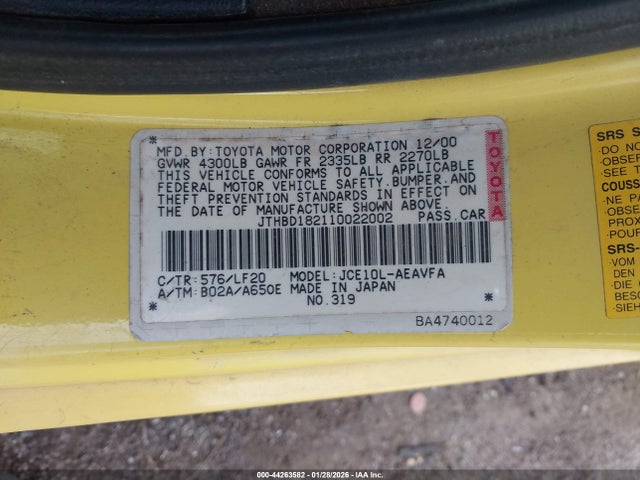 MFD.BY:TOYOTA MOTOR CORPORATION 12/00
GVWR 4300LB GAWR FR 2335LB RR 2270LB
THIS VEHICLE CONFORMS TO ALL APPLICABLE
FEDERAL MOTOR VEHICLE SAFETY,BUMPER,AND
THEFT PREVENTION STANDARDS IN EFFECT ON
THE DATE OF MANUFACTURE SHOWN ABOVE.
JTHBD182110022002 PASS.CAR
TOYOTA
C/TR:576/LF20 MODEL:JCE10L-AEAVFA
A/TM:B02A/A650E MADE IN JAPAN
NO.319
BA4740012
SRS S
-DO NO
-OBSER
-SEE
COUSS
-NE PA
-OBSE
PROX
-POUR
SRS-
-VOM
DEN
-DIE
BESC
-SIEH
000-44263582 - 01/28/2026 - IAA Inc.